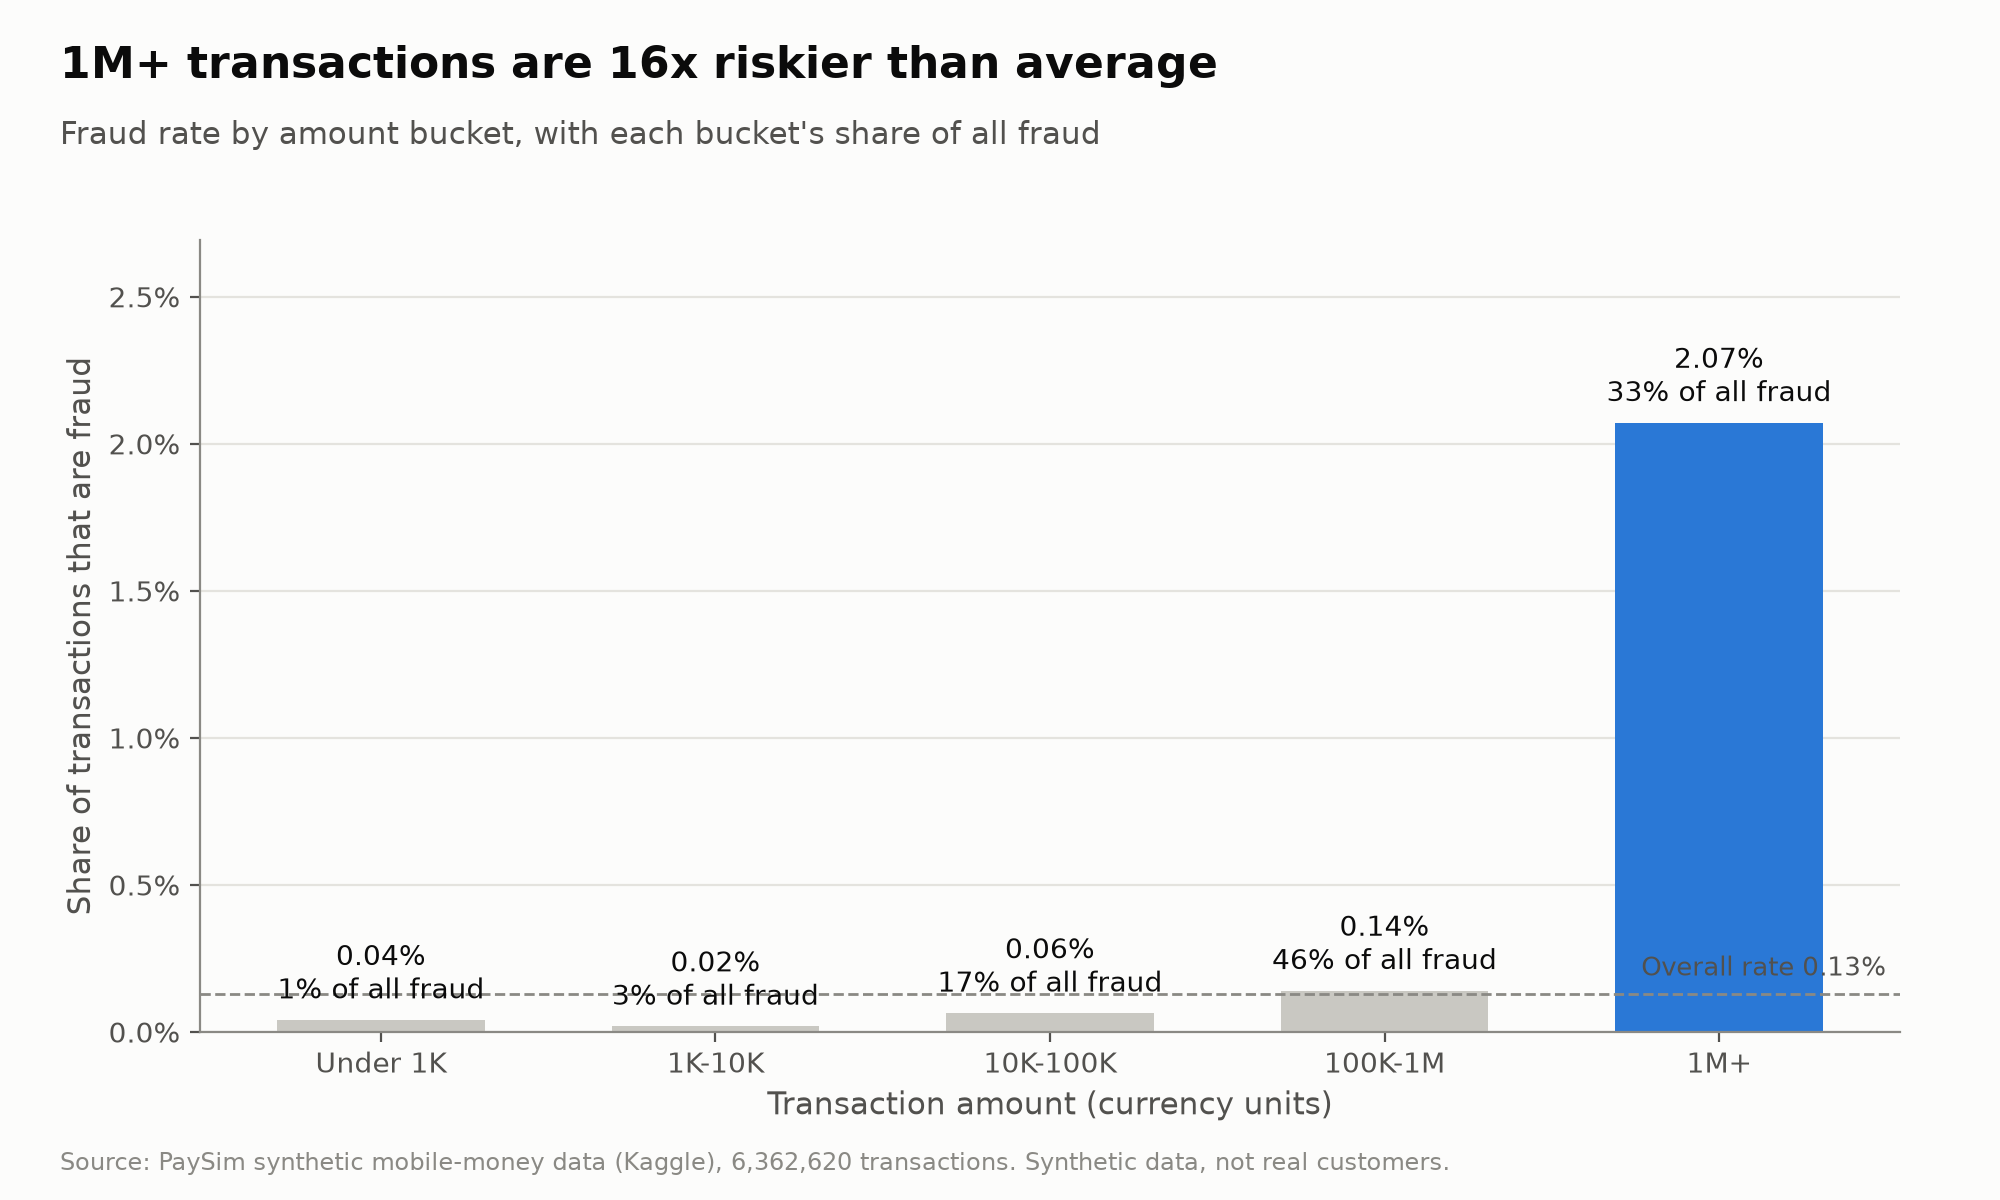 1M+ transactions are 16x riskier than average
Fraud rate by amount bucket, with each bucket's share of all fraud
Share of transactions that are fraud
2.5%
2.0%
1.5%
1.0%
0.5%
0.0%
0.04%
1% of all fraud
0.02%
3% of all fraud
0.06%
17% of all fraud
0.14%
46% of all fraud
2.07%
33% of all fraud
Overall rate 0.13%
Under 1K
1K-10K
10K-100K
100K-1M
1M+
Transaction amount (currency units)
Source: PaySim synthetic mobile-money data (Kaggle), 6,362,620 transactions. Synthetic data, not real customers.